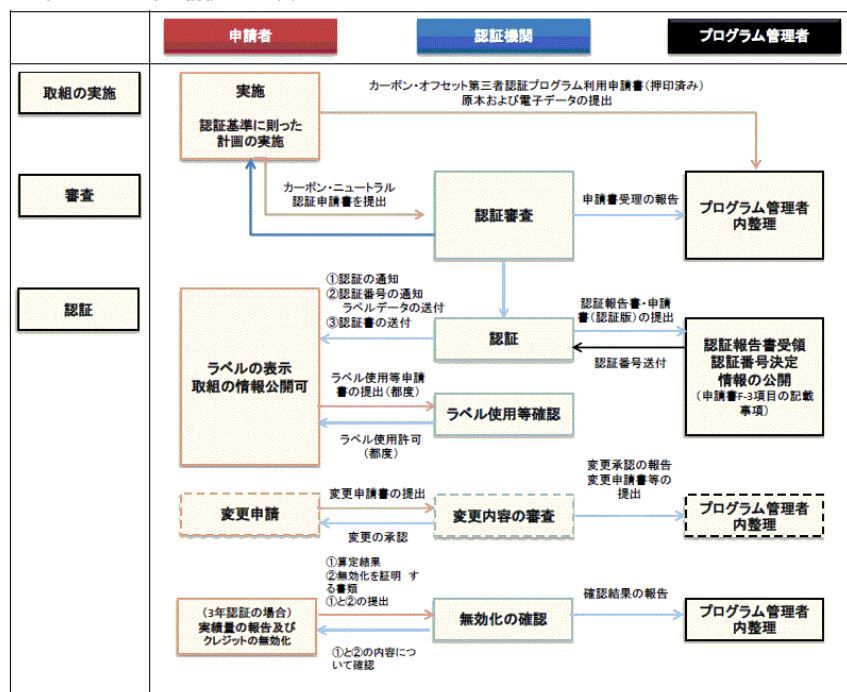 申請者
認証機関
プログラム管理者
取組の実施
実施
認証基準に則った
計画の実施
カーボン・オフセット第三者認証プログラム利用申請書(押印済み)
原本および電子データの提出
審査
カーボン・ニュートラル
認証申請書を提出
認証審査
申請書受理の報告
プログラム管理者
内整理
認証
①認証の通知
②認証番号の通知
ラベルデータの送付
③認証書の送付
認証
認証報告書・申請
書(認証版)の提出
認証番号送付
認証報告書受領
認証番号決定
情報の公開
(申請書F-3項目の記載
事項)
ラベルの表示
取組の情報公開可
ラベル使用等申請
書の提出(都度)
ラベル使用許可
(都度)
ラベル使用等確認
変更申請
変更申請書の提出
変更の承認
変更内容の審査
変更承認の報告
変更申請書等の
提出
プログラム管理者
内整理
(3年認証の場合)
実績量の報告及び
クレジットの無効化
①算定結果
②無効化を証明 す
る書類
①と②の提出
①と②の内容につ
いて確認
無効化の確認
確認結果の報告
プログラム管理者
内整理